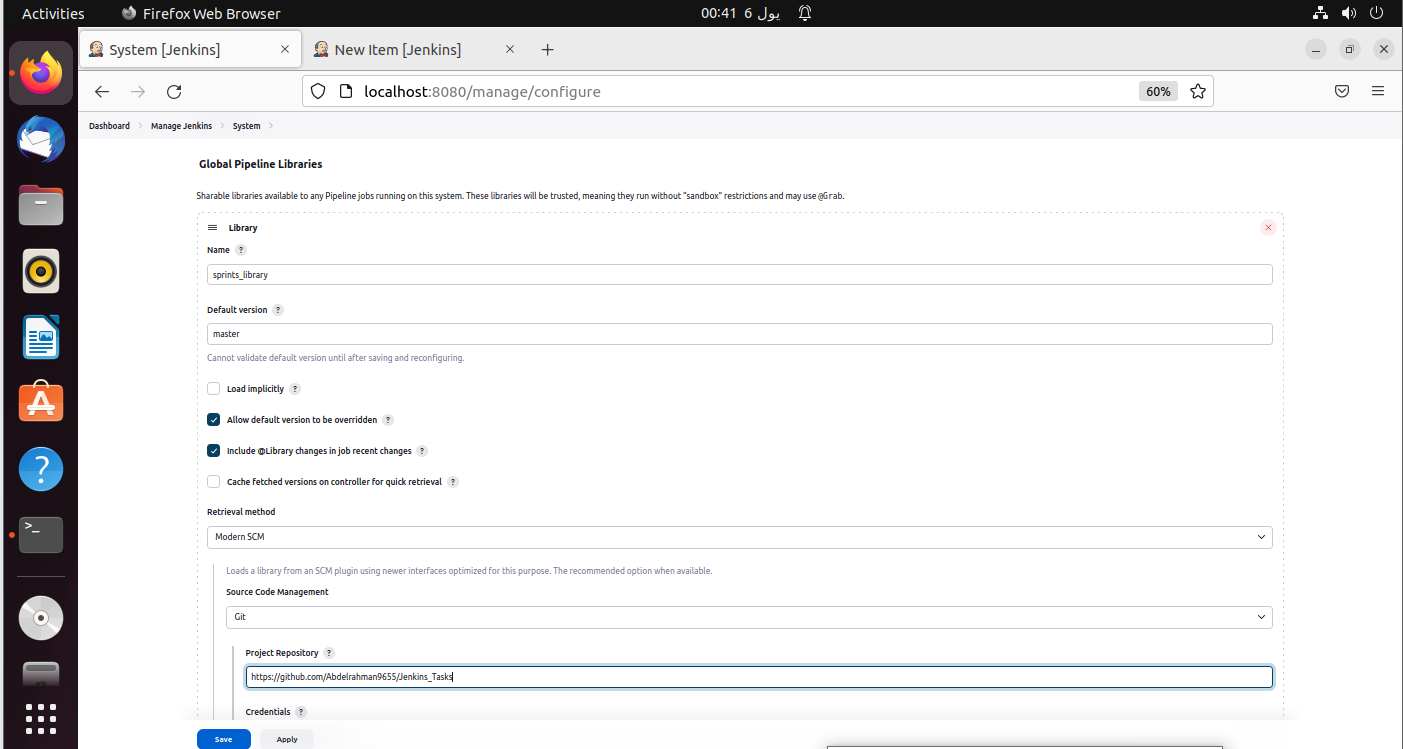 Activities
Firefox Web Browser
00:41 6 يول
System [Jenkins]
New Item [Jenkins]
localhost:8080/manage/configure
60%
Dashboard
Manage Jenkins
System
Global Pipeline Libraries
Sharable libraries available to any Pipeline jobs running on this system. These libraries will be trusted, meaning they run without “sandbox” restrictions and may use @Grab.
Library
Name ?
sprints_library
Default version ?
master
Cannot validate default version until after saving and reconfiguring.
Load implicitly ?
Allow default version to be overridden ?
Include @Library changes in job recent changes ?
Cache fetched versions on controller for quick retrieval ?
Retrieval method
Modern SCM
Loads a library from an SCM plugin using newer interfaces optimized for this purpose. The recommended option when available.
Source Code Management
Git
Project Repository ?
https://github.com/Abdelrahman9655/Jenkins_Tasks
Credentials ?
Save
Apply